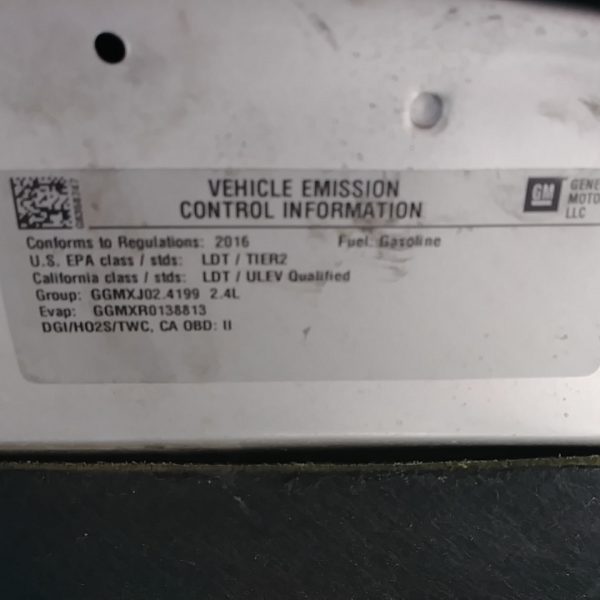 VEHICLE EMISSION
CONTROL INFORMATION
GM
GENE
MOTO
LLC
Conforms to Regulations: 2016 Fuel: Gasoline
U.S. EPA class / stds: LDT / TIER2
California class / stds: LDT / ULEV Qualified
Group: GGMXJ02.4199 2.4L
Evap: GGMXR0138813
DGI/HO2S/TWC, CA OBD: II